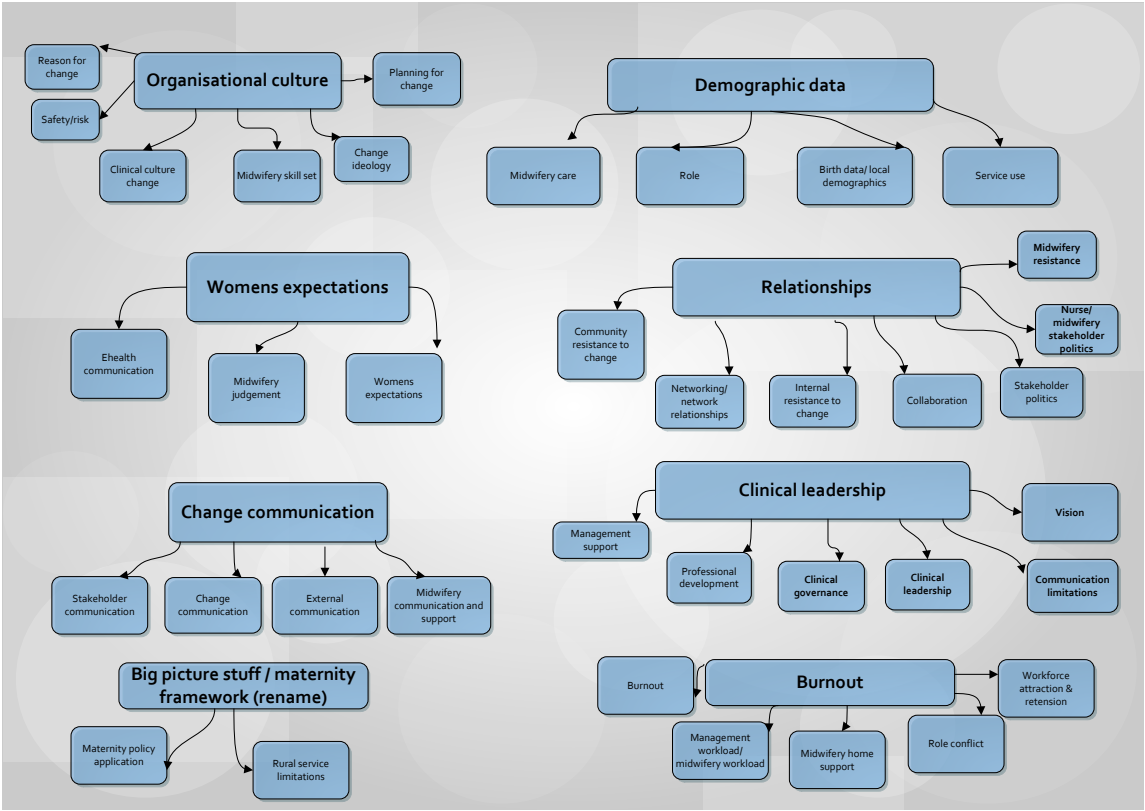 Organisational culture
Reason for
change
Safety/risk
Clinical culture
change
Midwifery skill set
Change
ideology
Planning for
change
Demographic data
Midwifery care
Role
Birth data/ local
demographics
Service use
Womens expectations
Ehealth
communication
Midwifery
judgement
Womens
expectations
Relationships
Midwifery
resistance
Nurse/
midwifery
stakeholder
politics
Community
resistance to
change
Networking/
network
relationships
Internal
resistance to
change
Collaboration
Stakeholder
politics
Change communication
Stakeholder
communication
Change
communication
External
communication
Midwifery
communication and
support
Clinical leadership
Management
support
Professional
development
Clinical
governance
Clinical
leadership
Vision
Communication
limitations
Big picture stuff / maternity
framework (rename)
Maternity policy
application
Rural service
limitations
Burnout
Burnout
Management
workload/
midwifery workload
Midwifery home
support
Role conflict
Workforce
attraction &
retension